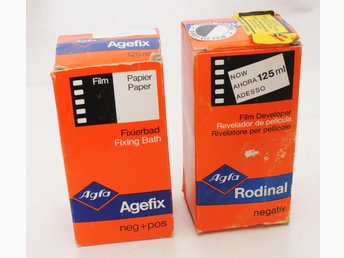 Agefix
125 ml
Film
Papier
Paper
Fixierbad
Fixing Bath
Agfa
Agefix
neg+pos
NOW
AHORA 125 ml
ADESSO
Film Developer
Revelador de película
Rivelatore per pellicole
Agfa
Rodinal
negativ